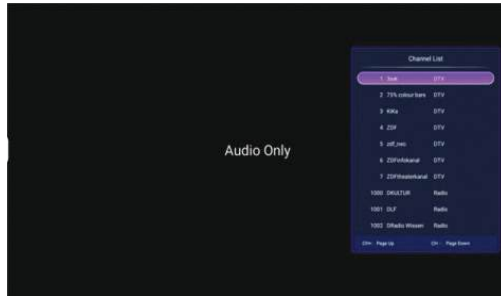 Channel List
1 3sat DTV
2 75% colour bars DTV
3 KiKa DTV
4 ZDF DTV
5 zdf_neo DTV
6 ZDFinfokanal DTV
7 ZDFtheaterkanal DTV
1000 DKULTUR Radio
1001 DLF Radio
1002 DRadio Wissen Radio
CH+: Page Up CH-: Page Down
Audio Only